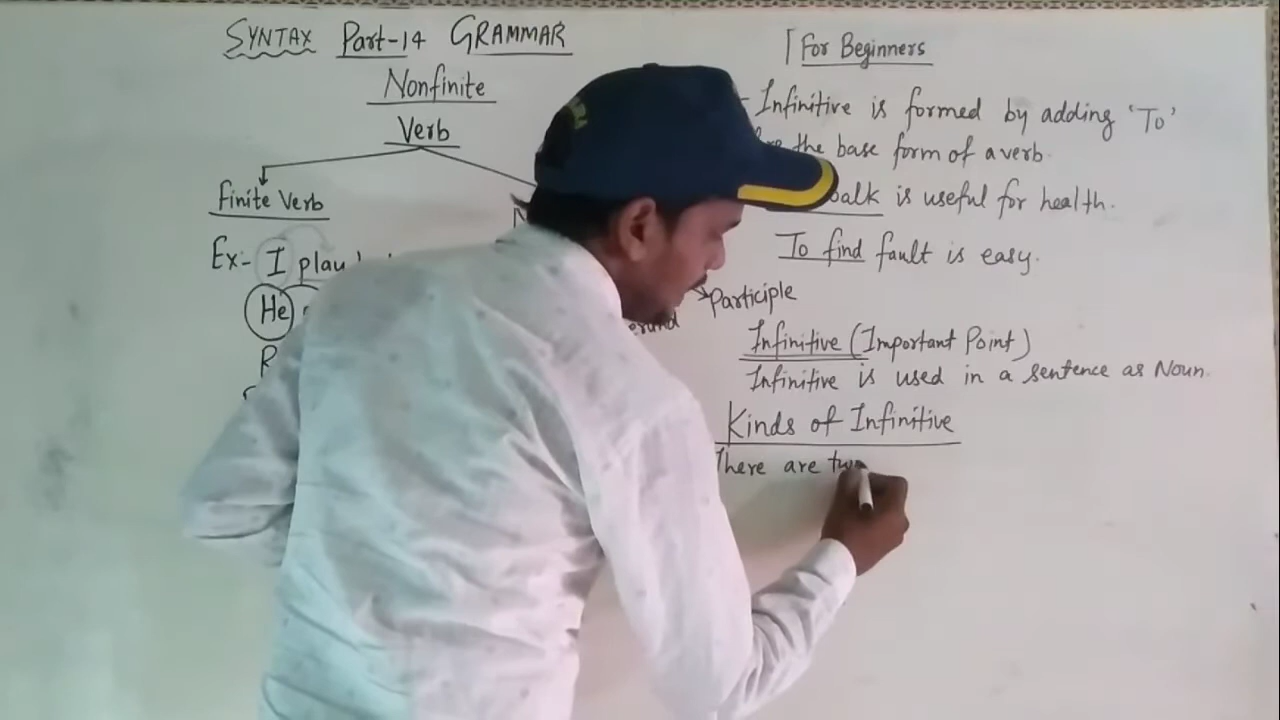 SYNTAX Part-14 GRAMMAR
Nonfinite
Verb
Finite Verb
Ex- I play
He
For Beginners
Infinitive is formed by adding 'To'
the base form of a verb.
walk is useful for health.
To find fault is easy.
Participle
Infinitive (Important Point)
Infinitive is used in a sentence as Noun.
Kinds of Infinitive
There are two